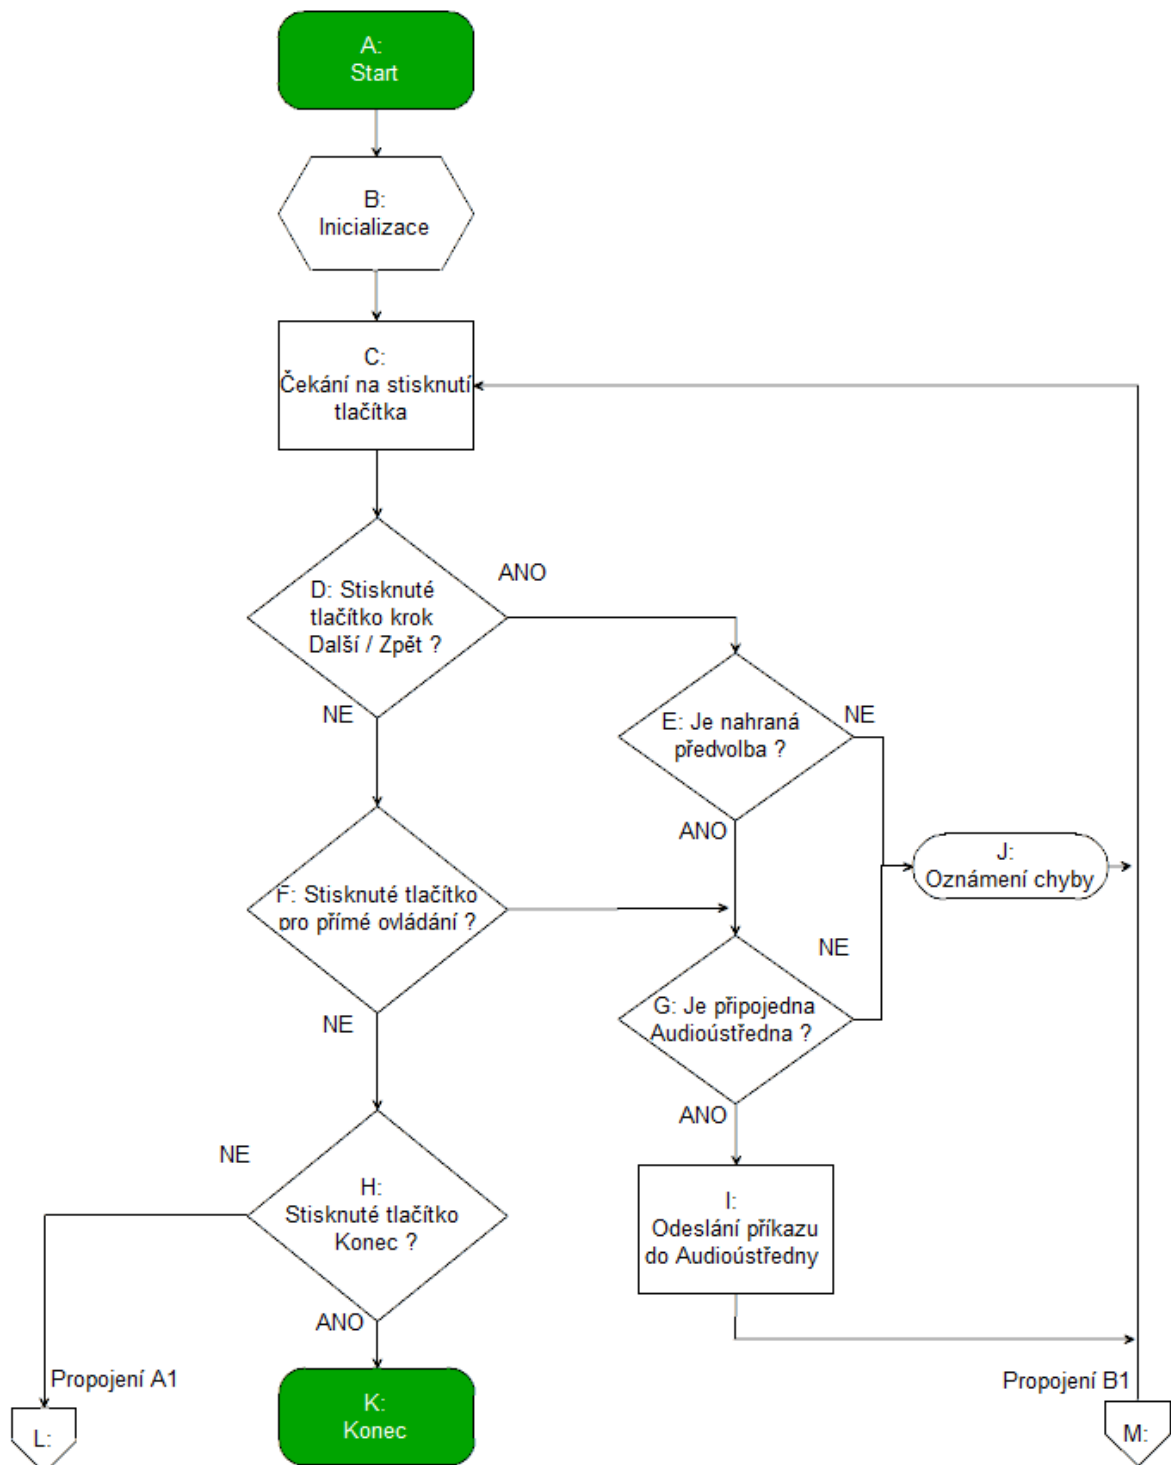 A:
Start
B:
Inicializace
C:
Čekání na stisknutí
tlačítka
D: Stisknuté
tlačítko krok
Další / Zpět ?
ANO
NE
E: Je nahraná
předvolba ?
NE
ANO
J:
Oznámení chyby
F: Stisknuté tlačítko
pro přímé ovládání ?
NE
NE
G: Je připojedna
Audioústředna ?
ANO
H:
Stisknuté tlačítko
Konec ?
NE
ANO
I:
Odeslání příkazu
do Audioústředny
Propojení A1
L:
K:
Konec
Propojení B1
M: